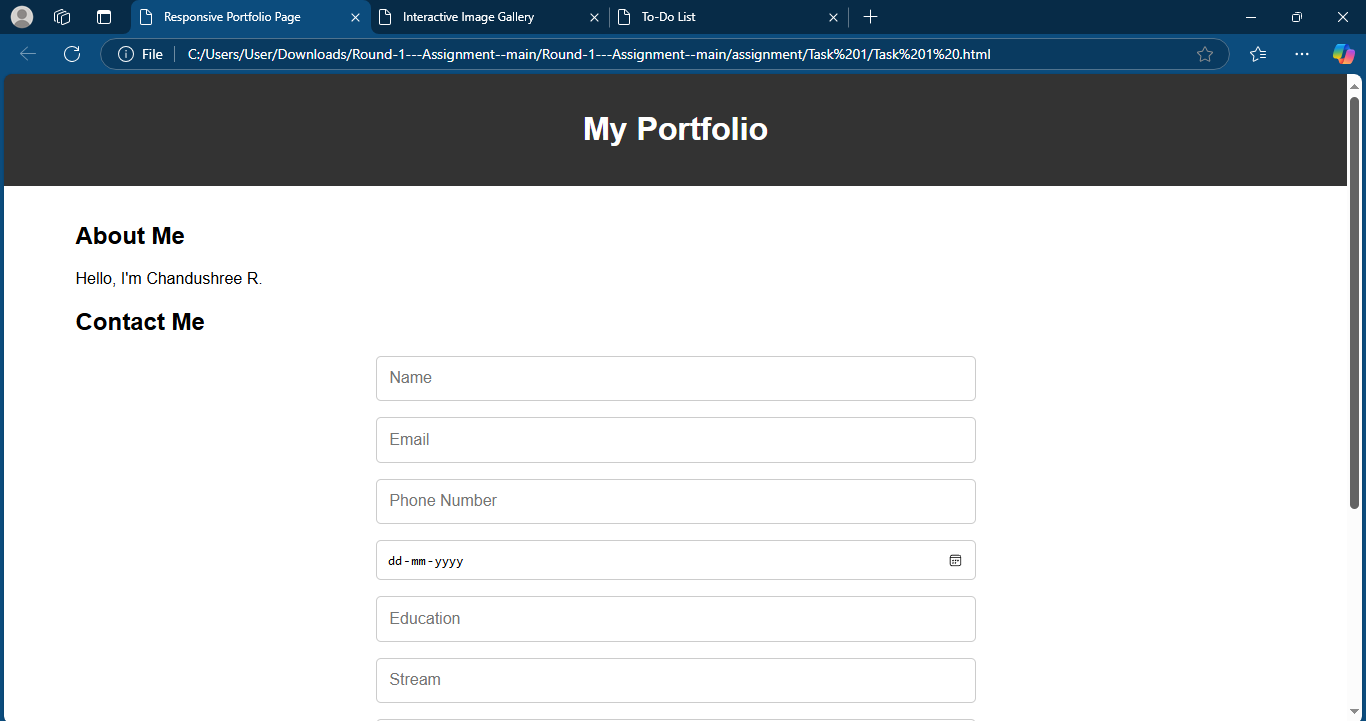 Responsive Portfolio Page
Interactive Image Gallery
To-Do List
File
C:/Users/User/Downloads/Round-1---Assignment--main/Round-1---Assignment--main/assignment/Task%201/Task%201%20.html
My Portfolio
About Me
Hello, I'm Chandushree R.
Contact Me
Name
Email
Phone Number
dd-mm-yyyy
Education
Stream